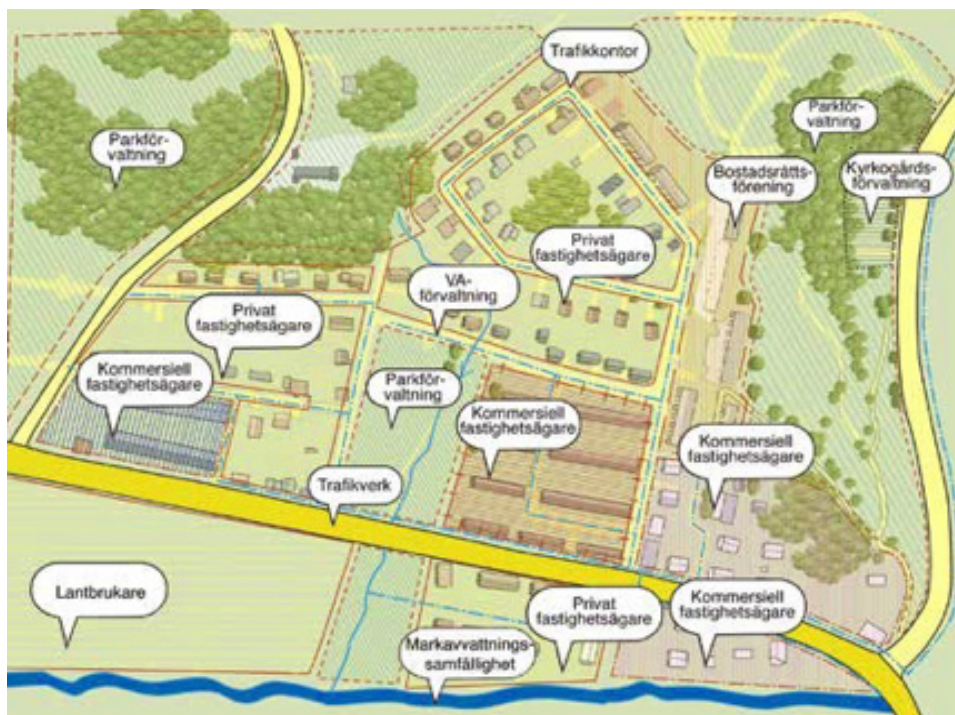 Trafikkontor
Parkför-
valtning
Parkför-
valtning
Bostadsrätts-
förening
Kyrkogårds-
förvaltning
Privat
fastighetsägare
VA-
förvaltning
Privat
fastighetsägare
Kommersiell
fastighetsägare
Parkför-
valtning
Kommersiell
fastighetsägare
Kommersiell
fastighetsägare
Trafikverk
Lantbrukare
Privat
fastighetsägare
Kommersiell
fastighetsägare
Markavvattnings-
samfällighet